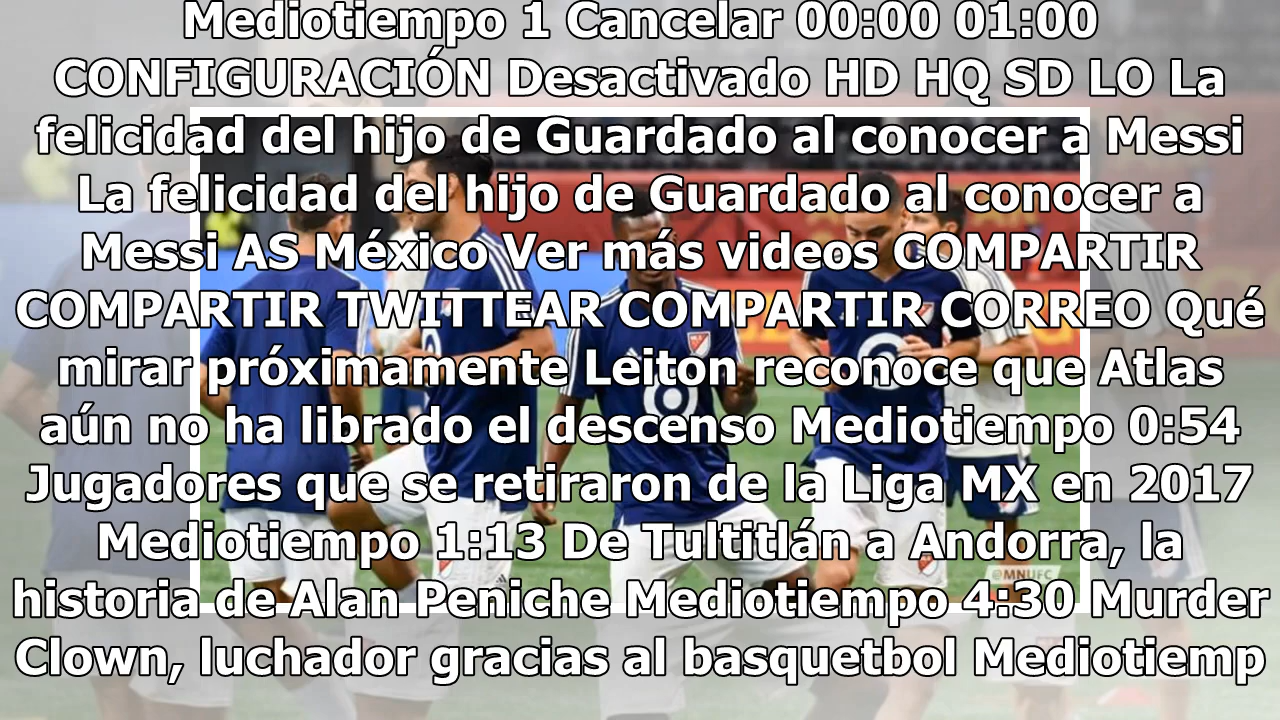 Mediotiempo 1 Cancelar 00:00 01:00
CONFIGURACIÓN Desactivado HD HQ SD LO La
felicidad del hijo de Guardado al conocer a Messi
La felicidad del hijo de Guardado al conocer a
Messi AS México Ver más videos COMPARTIR
COMPARTIR TWITTEAR COMPARTIR CORREO Qué
mirar próximamente Leiton reconoce que Atlas
aún no ha librado el descenso Mediotiempo 0:54
Jugadores que se retiraron de la Liga MX en 2017
Mediotiempo 1:13 De Tultitlán a Andorra, la
@MNUFC
historia de Alan Peniche Mediotiempo 4:30 Murder
Clown, luchador gracias al basquetbol Mediotiemp